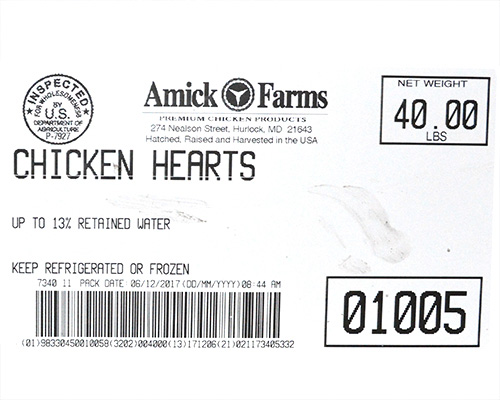 INSPECTED
FOR WHOLESOMENESS
BY
U.S.
DEPARTMENT OF
AGRICULTURE
P-7927
Amick Farms
PREMIUM CHICKEN PRODUCTS
274 Nealson Street, Hurlock, MD 21643
Hatched, Raised and Harvested in the USA
NET WEIGHT
40.00
LBS
CHICKEN HEARTS
UP TO 13% RETAINED WATER
KEEP REFRIGERATED OR FROZEN
7340 11 PACK DATE 06/12/2017(DD/MM/YYYY)08:44 AM
(01)98330450010058(3202)004000(13)171206(21)021173405332
01005